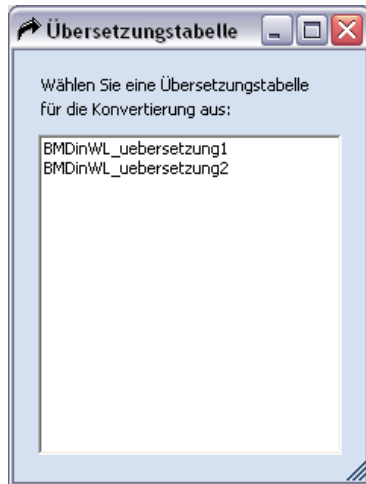 Übersetzungstabelle
Wählen Sie eine Übersetzungstabelle
für die Konvertierung aus:
BMDinWL_uebersetzung1
BMDinWL_uebersetzung2